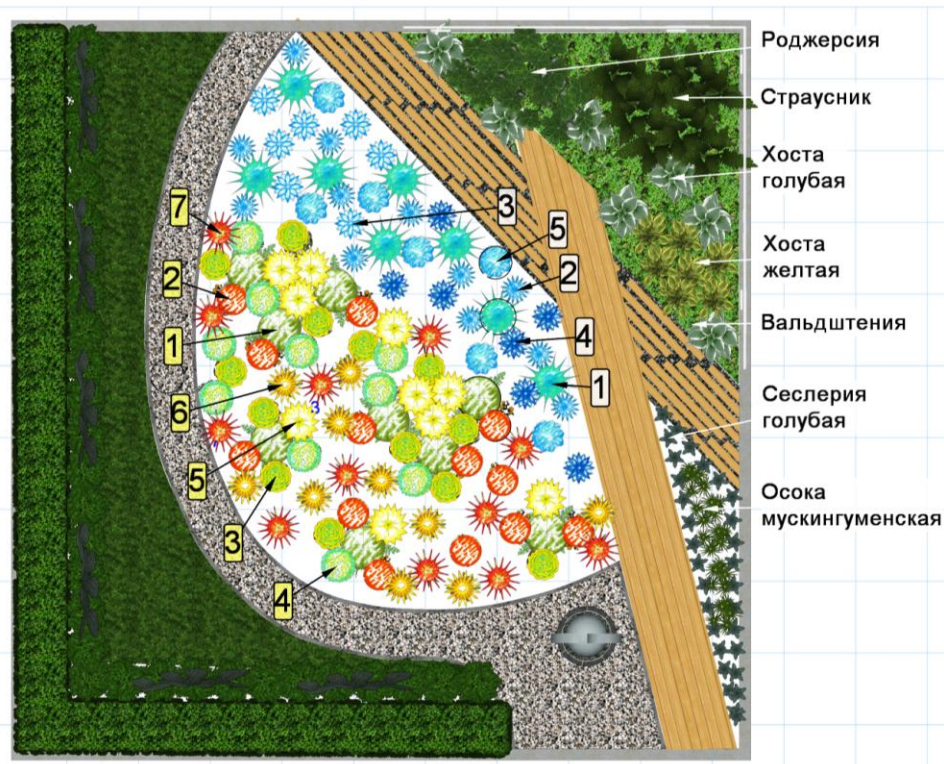 Роджерсия
Страусник
Хоста
голубая
Хоста
желтая
Вальдштения
Сеслерия
голубая
Осока
мускингуменская
7
3
5
2
2
1
4
6
1
3
5
3
4